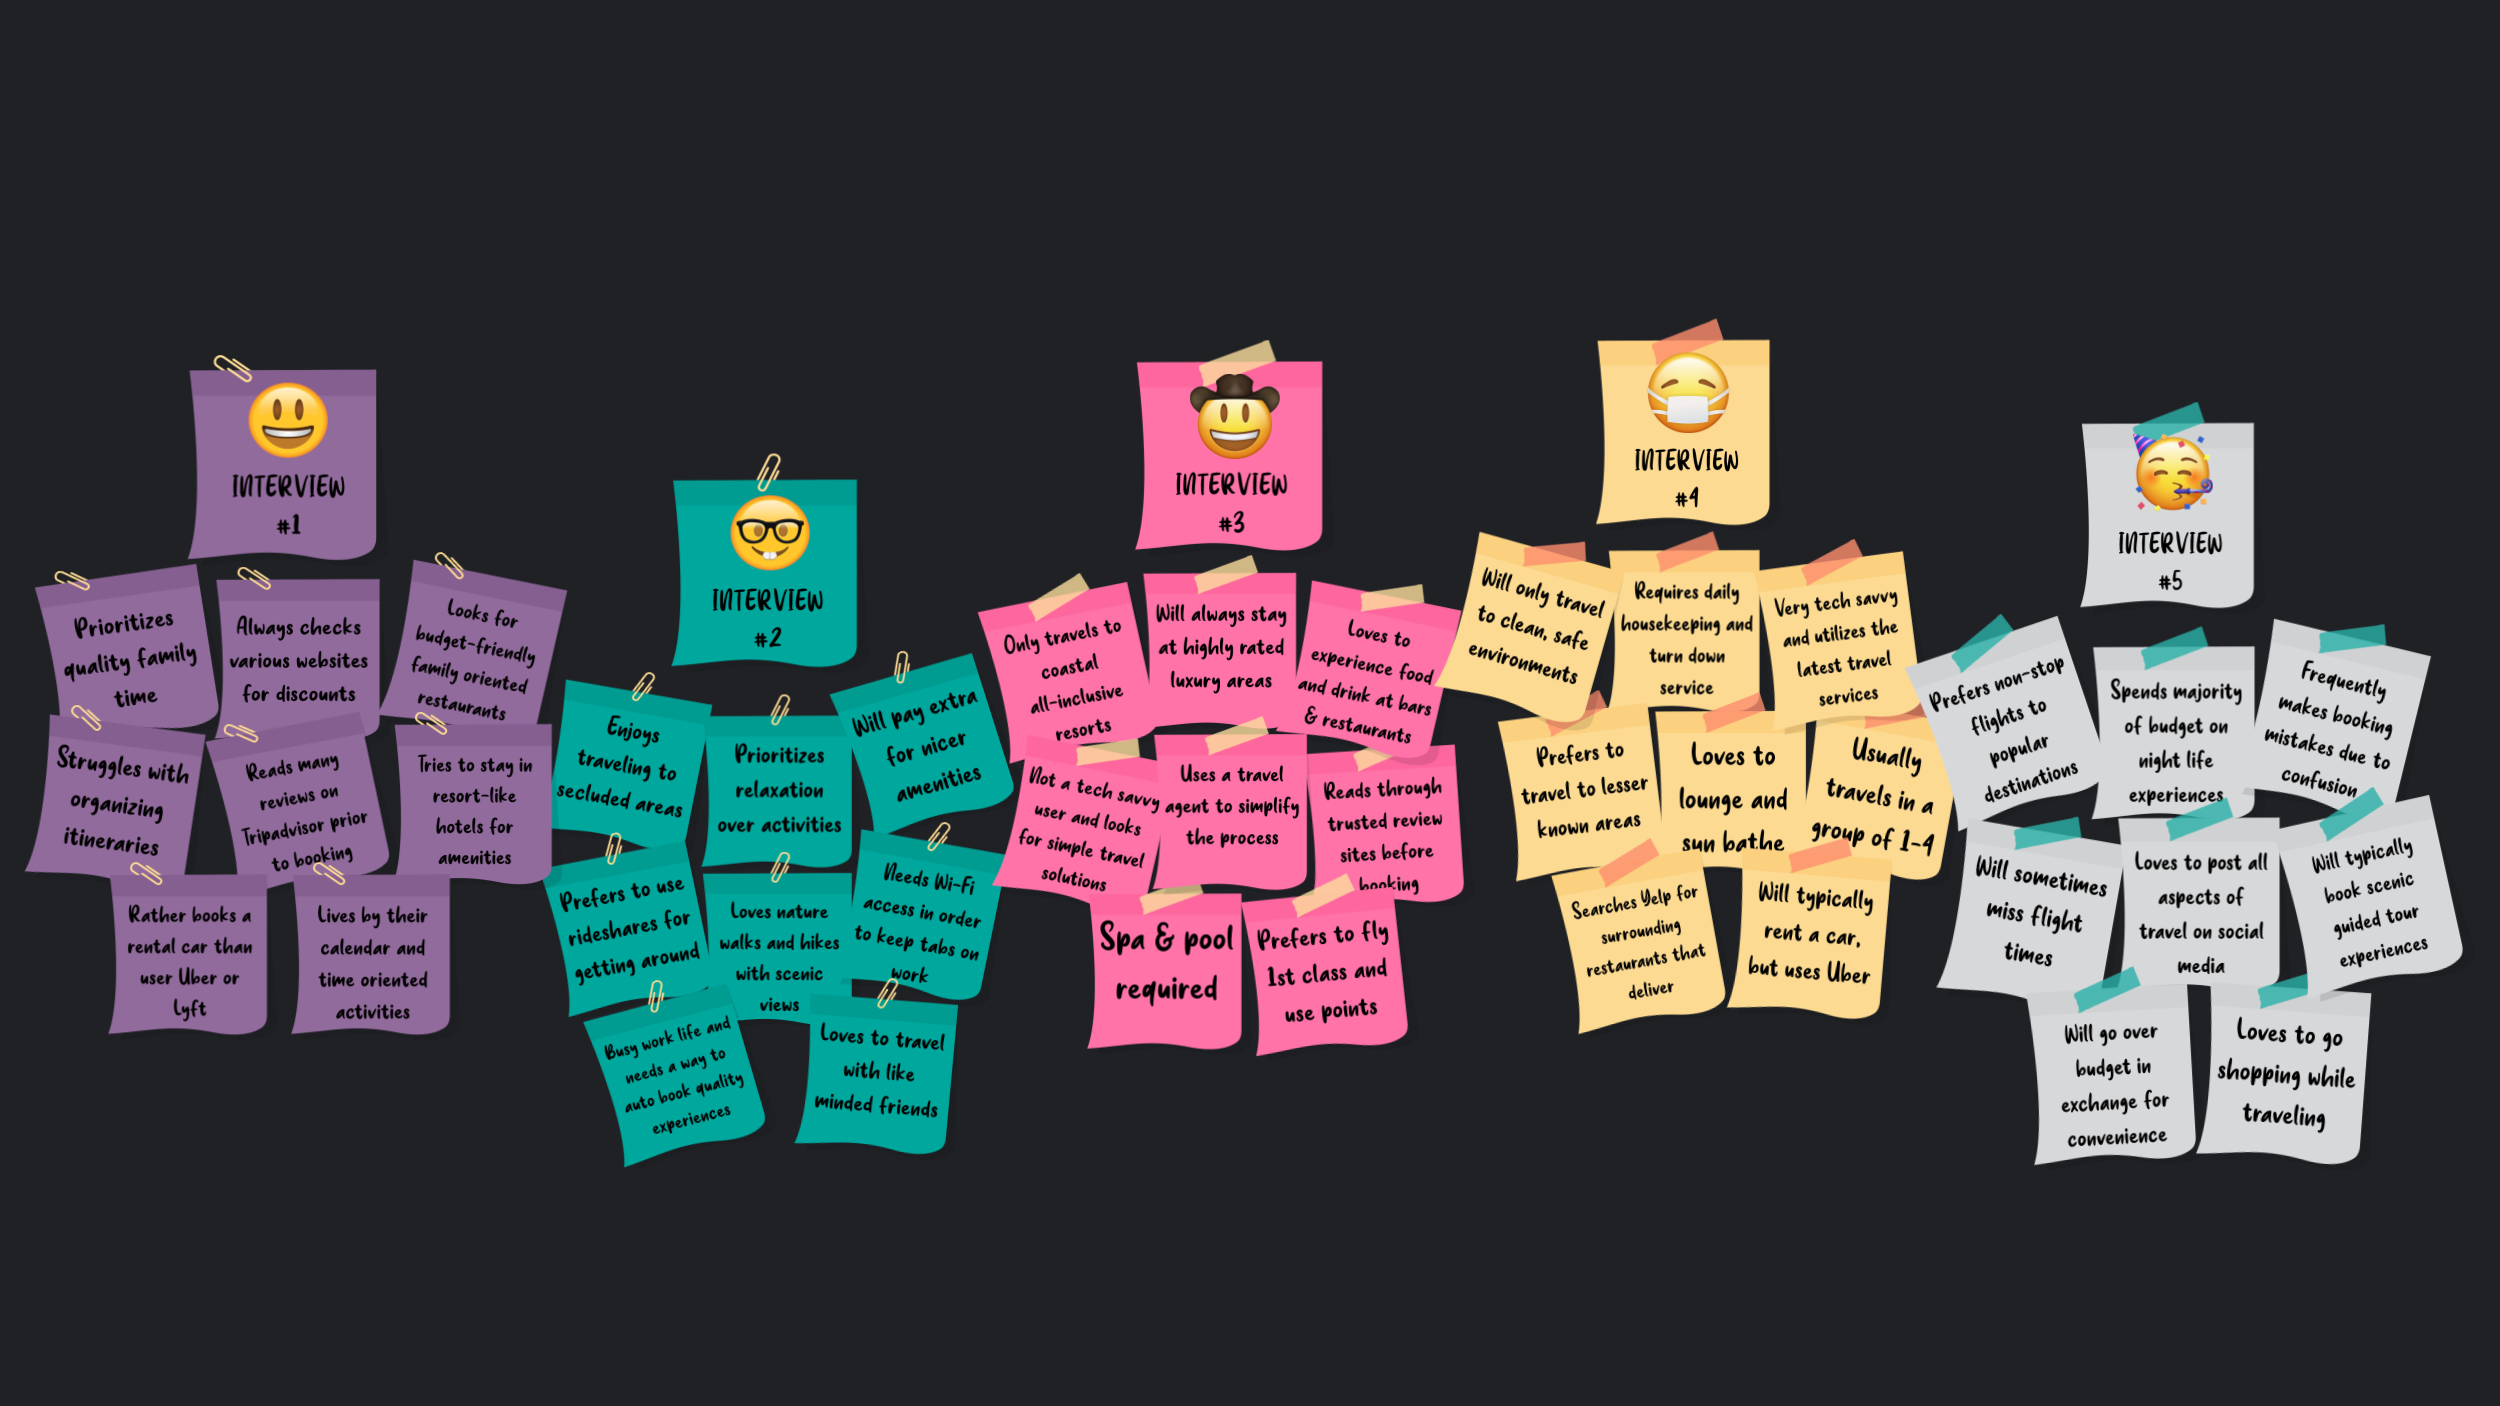 INTERVIEW
#1
Prioritizes
quality family
time
Always checks
various websites
for discounts
Looks for
budget-friendly
family oriented
restaurants
Struggles with
organizing
itineraries
Reads many
reviews on
Tripadvisor prior
to booking
Tries to stay in
resort-like
hotels for
amenities
Rather books a
rental car than
user Uber or
Lyft
Lives by their
calendar and
time oriented
activities
INTERVIEW
#2
Enjoys
traveling to
secluded areas
Prioritizes
relaxation
over activities
Will pay extra
for nicer
amenities
Prefers to use
rideshares for
getting around
Loves nature
walks and hikes
with scenic
views
Needs Wi-Fi
access in order
to keep tabs on
work
Busy work life and
needs a way to
auto book quality
experiences
Loves to travel
with like
minded friends
INTERVIEW
#3
Only travels to
coastal
all-inclusive
resorts
Will always stay
at highly rated
luxury areas
Loves to
experience food
and drink at bars
& restaurants
Not a tech savvy
user and looks
for simple travel
solutions
Uses a travel
agent to simplify
the process
Reads through
trusted review
sites before
booking
Spa & pool
required
Prefers to fly
1st class and
use points
INTERVIEW
#4
Will only travel
to clean, safe
environments
Requires daily
housekeeping and
turn down
service
Very tech savvy
and utilizes the
latest travel
services
Prefers to
travel to lesser
known areas
Loves to
lounge and
sun bathe
Usually
travels in a
group of 1-4
Searches Yelp for
surrounding
restaurants that
deliver
Will typically
rent a car,
but uses Uber
INTERVIEW
#5
Prefers non-stop
flights to
popular
destinations
Spends majority
of budget on
night life
experiences
Frequently
makes booking
mistakes due to
confusion
Will sometimes
miss flight
times
Loves to post all
aspects of
travel on social
media
Will typically
book scenic
guided tour
experiences
Will go over
budget in
exchange for
convenience
Loves to go
shopping while
traveling